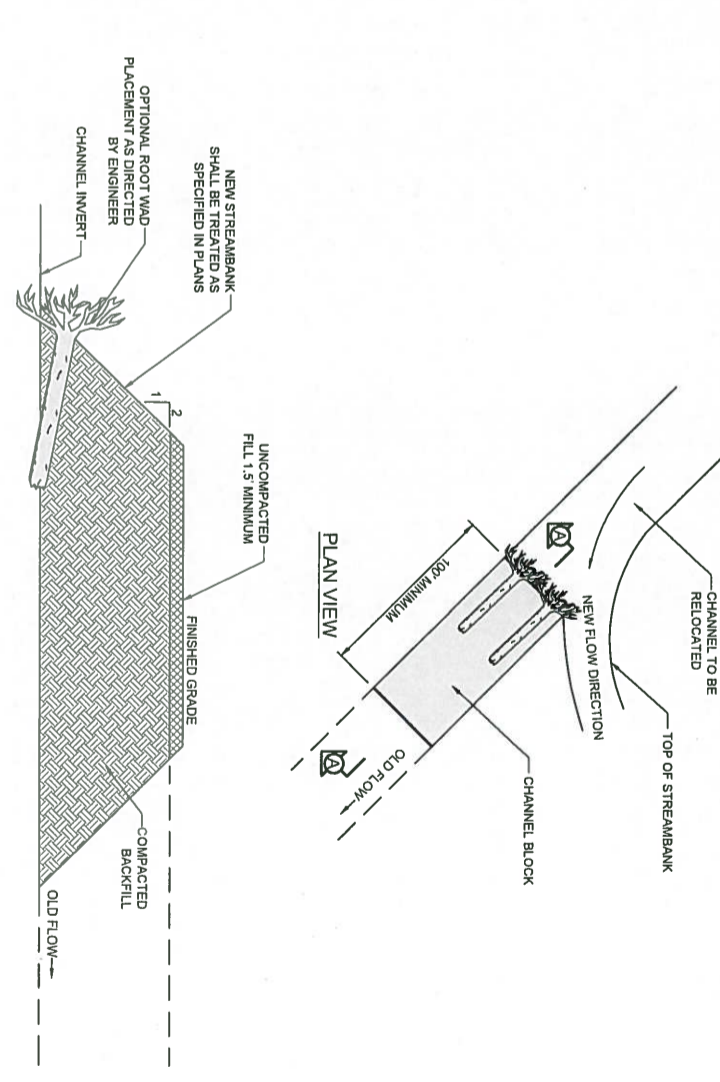 CHANNEL TO BE
RELOCATED
TOP OF STREAMBANK
NEW FLOW DIRECTION
A
100' MINIMUM
CHANNEL BLOCK
OLD FLOW
A
PLAN VIEW
UNCOMPACTED
FILL 1.5' MINIMUM
FINISHED GRADE
NEW STREAMBANK
SHALL BE TREATED AS
SPECIFIED IN PLANS
2
1
OPTIONAL ROOT WAD
PLACEMENT AS DIRECTED
BY ENGINEER
CHANNEL INVERT
COMPACTED
BACKFILL
OLD FLOW